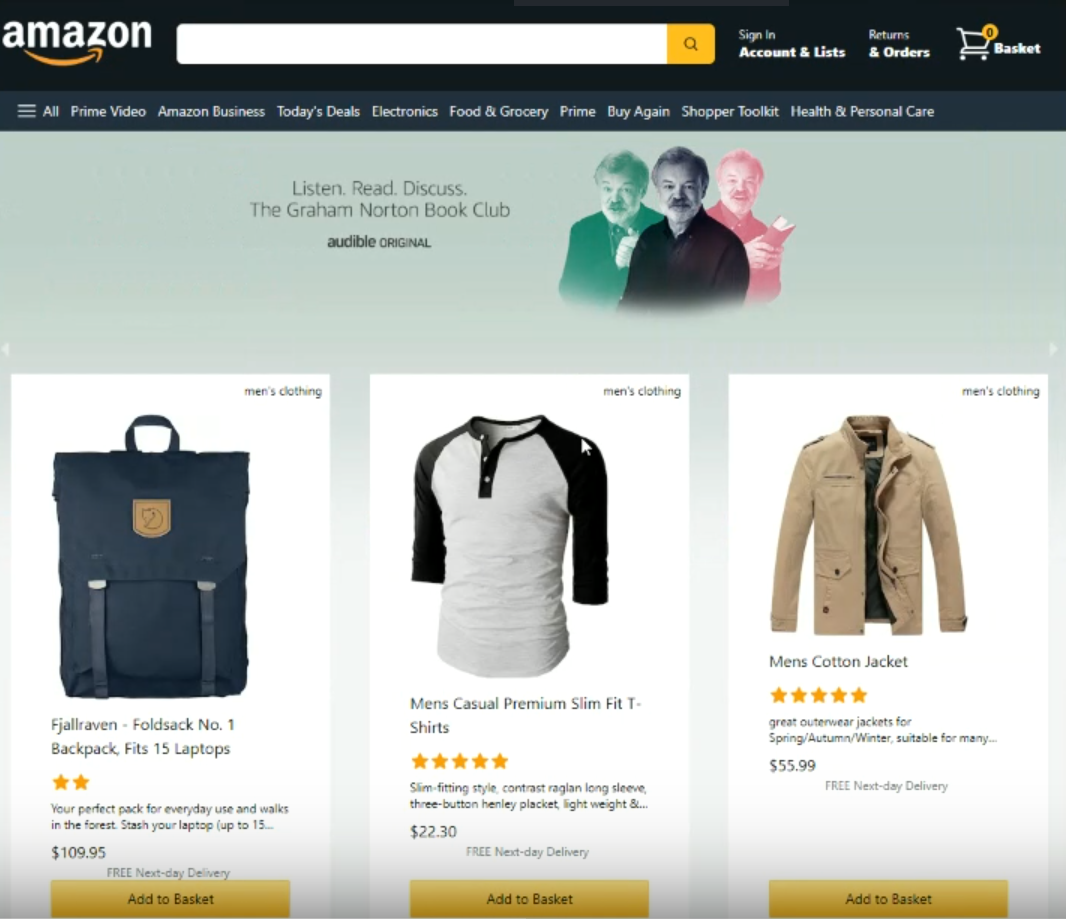 amazon
Sign In
Account & Lists
Returns
& Orders
0
Basket
All Prime Video Amazon Business Today's Deals Electronics Food & Grocery Prime Buy Again Shopper Toolkit Health & Personal Care
Listen. Read. Discuss.
The Graham Norton Book Club
audible ORIGINAL
men's clothing
Fjallraven - Foldsack No. 1
Backpack, Fits 15 Laptops
Your perfect pack for everyday use and walks
in the forest. Stash your laptop (up to 15...
$109.95
FREE Next-day Delivery
Add to Basket
men's clothing
Mens Casual Premium Slim Fit T-
Shirts
Slim-fitting style, contrast raglan long sleeve,
three-button henley placket, light weight &...
$22.30
FREE Next-day Delivery
Add to Basket
men's clothing
Mens Cotton Jacket
great outerwear jackets for
Spring/Autumn/Winter, suitable for many...
$55.99
FREE Next-day Delivery
Add to Basket